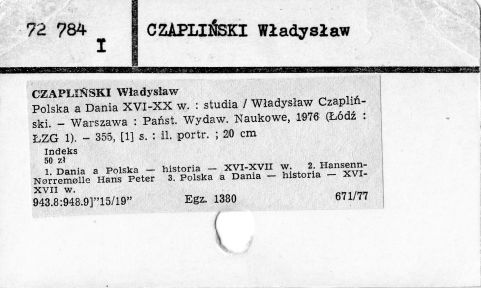 72 784
I
CZAPLIŃSKI Władysław
CZAPLIŃSKI Władysław
Polska a Dania XVI-XX w. : studia / Władysław Czapliń-
ski. – Warszawa : Państ. Wydaw. Naukowe, 1976 (Łódź :
ŁZG 1). – 355, [1] s. : il. portr. ; 20 cm
Indeks
50 zł
1. Dania a Polska — historia — XVI-XVII w. 2. Hansenn-
Nørremølle Hans Peter 3. Polska a Dania — historia — XVI-
XVII w.
943.8:948.9]"15/19" Egz. 1330 671/77